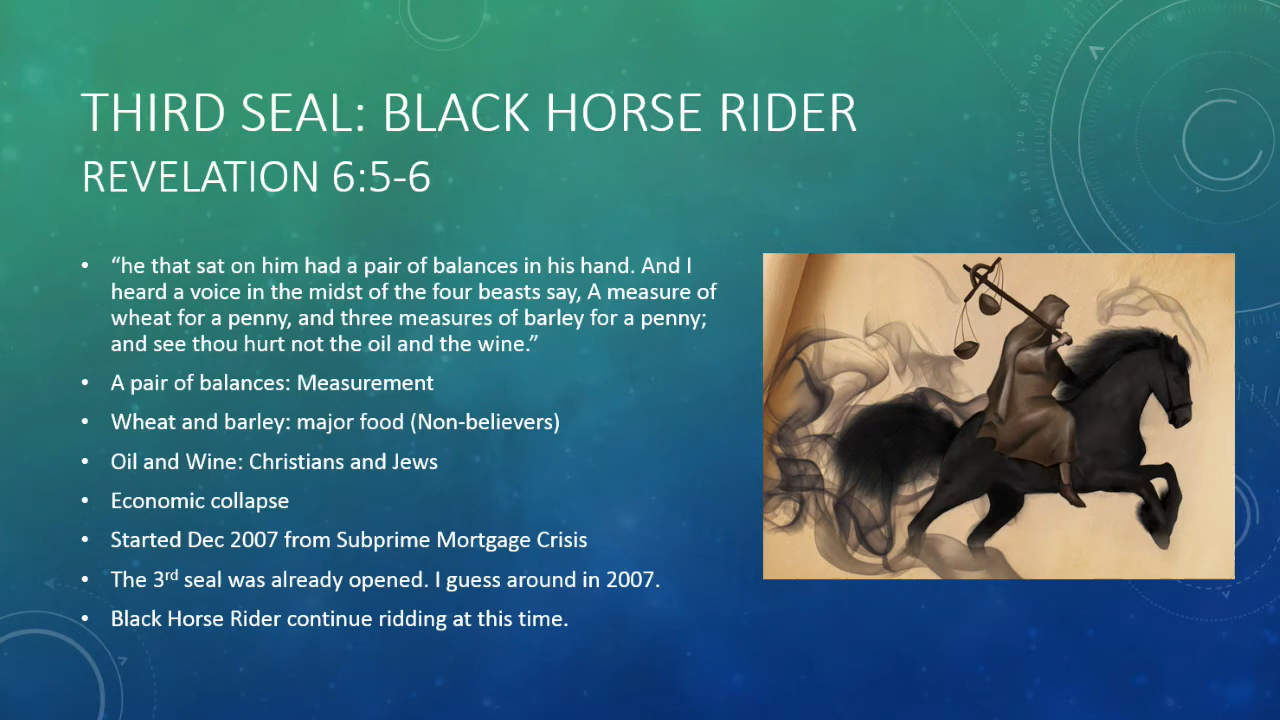 THIRD SEAL: BLACK HORSE RIDER
REVELATION 6:5-6
• “he that sat on him had a pair of balances in his hand. And I
heard a voice in the midst of the four beasts say, A measure of
wheat for a penny, and three measures of barley for a penny;
and see thou hurt not the oil and the wine.”
• A pair of balances: Measurement
• Wheat and barley: major food (Non-believers)
• Oil and Wine: Christians and Jews
• Economic collapse
• Started Dec 2007 from Subprime Mortgage Crisis
• The 3rd seal was already opened. I guess around in 2007.
• Black Horse Rider continue ridding at this time.